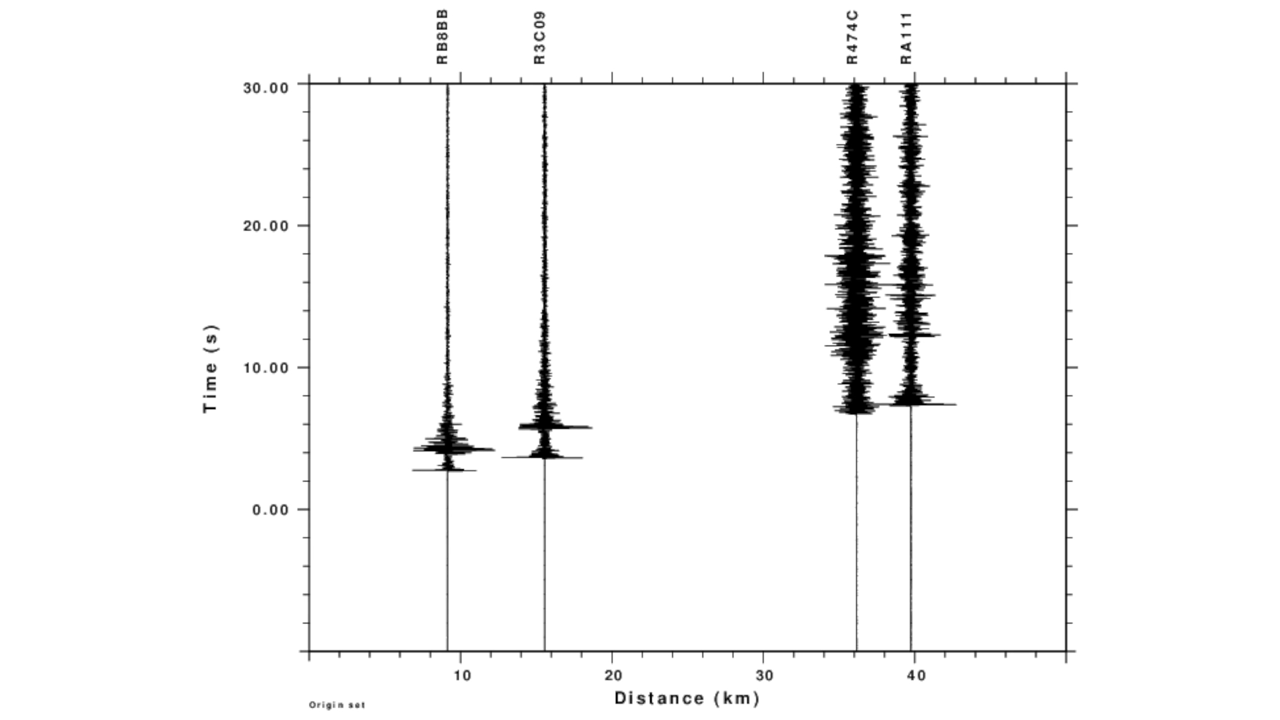 RB8BB
R3C09
R474C
RA111
30.00
20.00
10.00
0.00
Time (s)
10
20
30
40
Distance (km)
Origin set